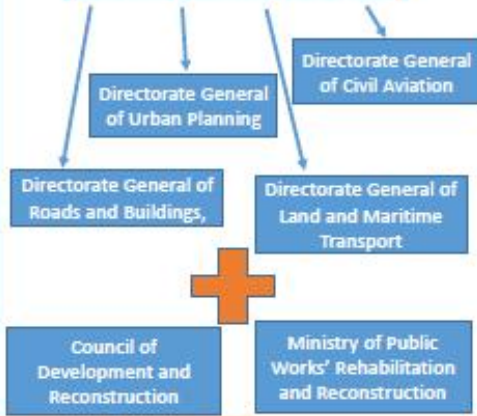 Directorate General
of Civil Aviation
Directorate General
of Urban Planning
Directorate General of
Roads and Buildings,
Directorate General of
Land and Maritime
Transport
Council of
Development and
Reconstruction
Ministry of Public
Works' Rehabilitation
and Reconstruction